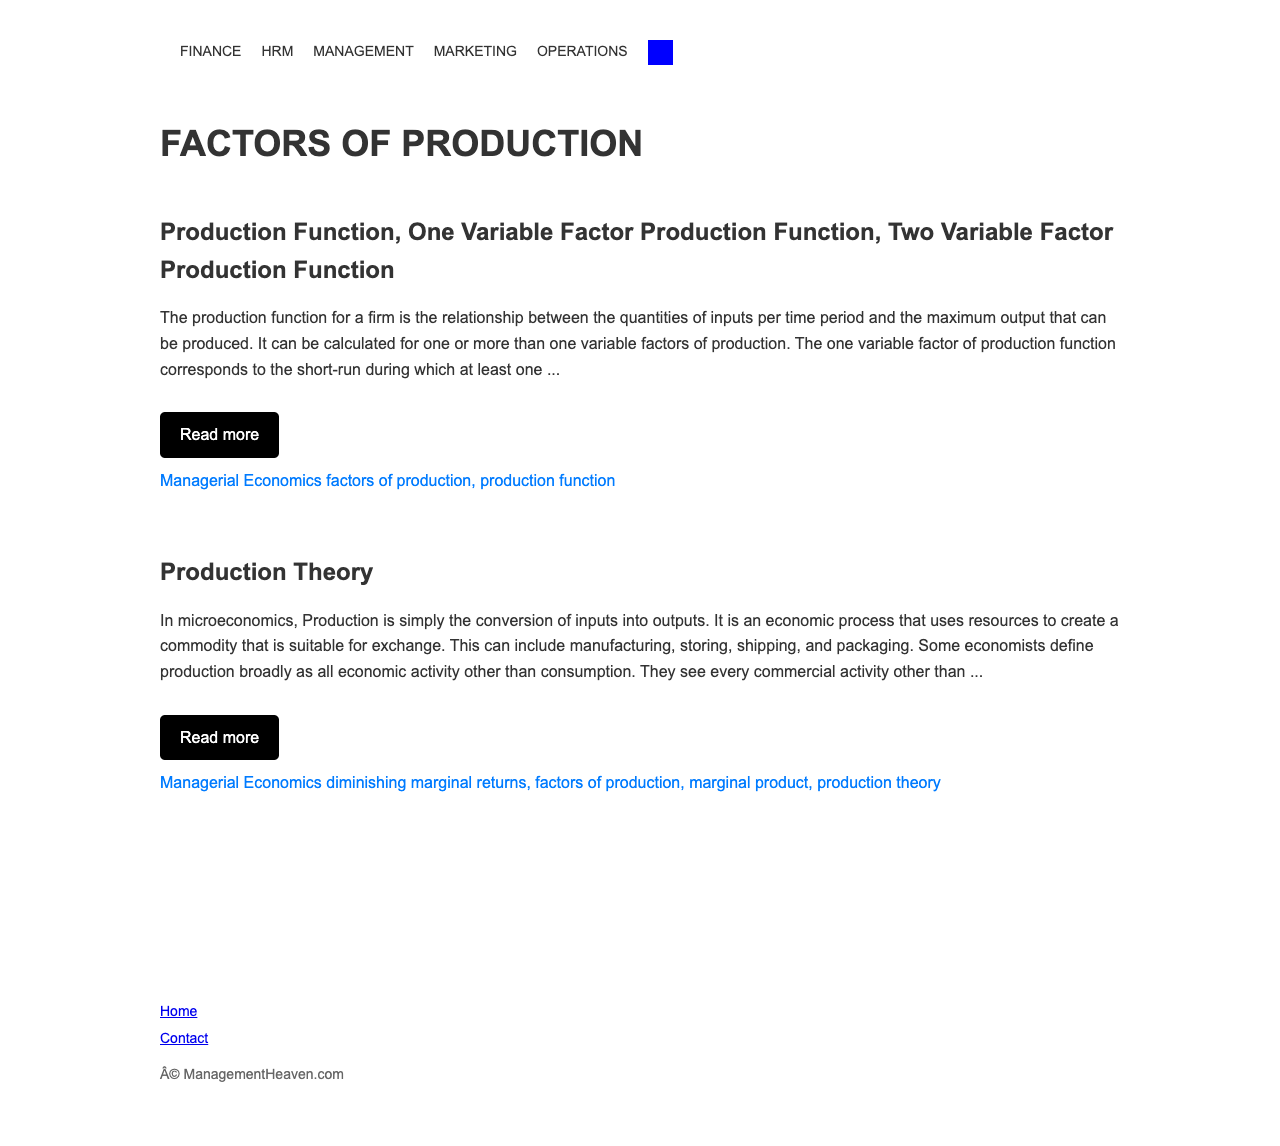 FINANCE HRM MANAGEMENT MARKETING OPERATIONS
FACTORS OF PRODUCTION
Production Function, One Variable Factor Production Function, Two Variable Factor
Production Function
The production function for a firm is the relationship between the quantities of inputs per time period and the maximum output that can
be produced. It can be calculated for one or more than one variable factors of production. The one variable factor of production function
corresponds to the short-run during which at least one ...
Read more
Managerial Economics factors of production, production function
Production Theory
In microeconomics, Production is simply the conversion of inputs into outputs. It is an economic process that uses resources to create a
commodity that is suitable for exchange. This can include manufacturing, storing, shipping, and packaging. Some economists define
production broadly as all economic activity other than consumption. They see every commercial activity other than ...
Read more
Managerial Economics diminishing marginal returns, factors of production, marginal product, production theory
Home
Contact
Â© ManagementHeaven.com